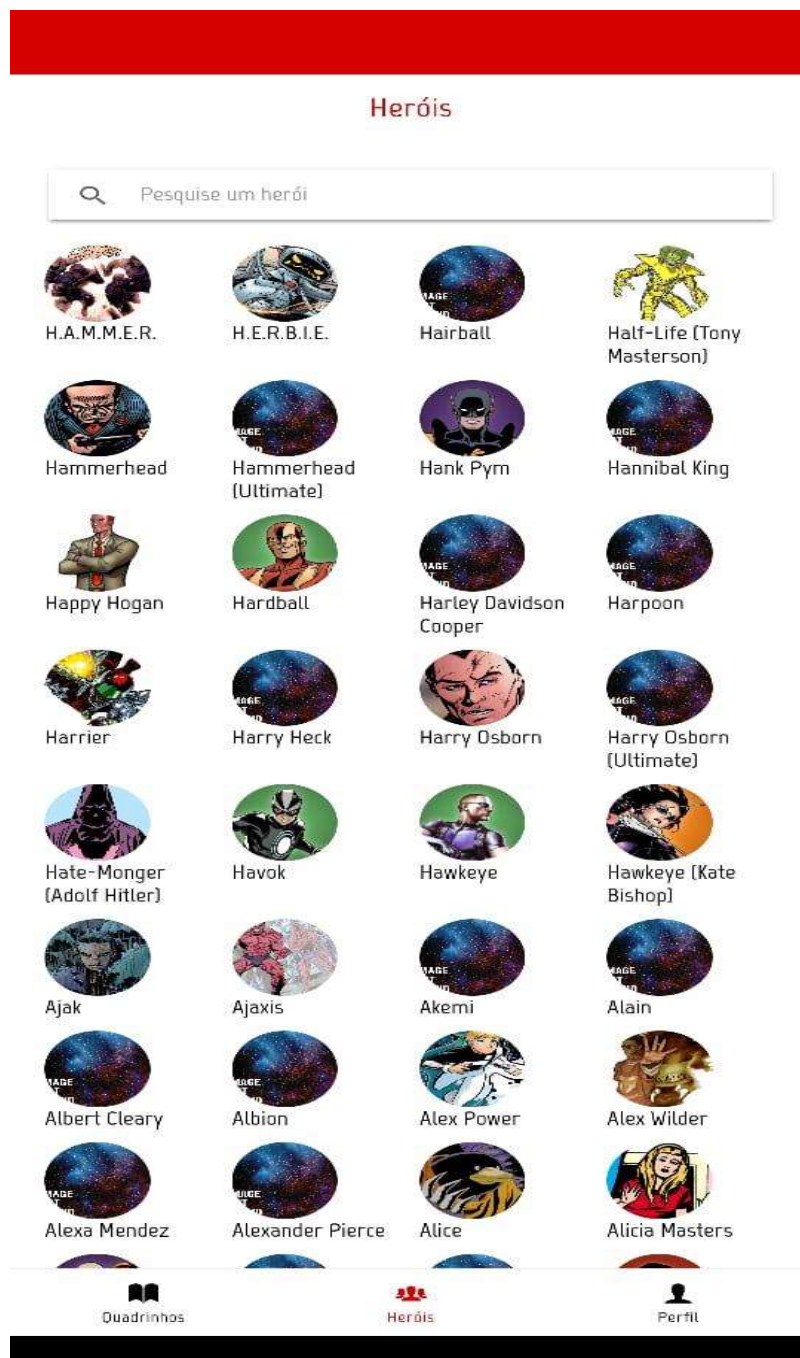 Heróis
Pesquise um herói
H.A.M.M.E.R.
H.E.R.B.I.E.
Hairball
Half-Life (Tony
Masterson)
Hammerhead
Hammerhead
(Ultimate)
Hank Pym
Hannibal King
Happy Hogan
Hardball
Harley Davidson
Cooper
Harpoon
Harrier
Harry Heck
Harry Osborn
Harry Osborn
(Ultimate)
Hate-Monger
(Adolf Hitler)
Havok
Hawkeye
Hawkeye (Kate
Bishop)
Ajak
Ajaxis
Akemi
Alain
Albert Cleary
Albion
Alex Power
Alex Wilder
Alexa Mendez
Alexander Pierce
Alice
Alicia Masters
Quadrinhos
Heróis
Perfil